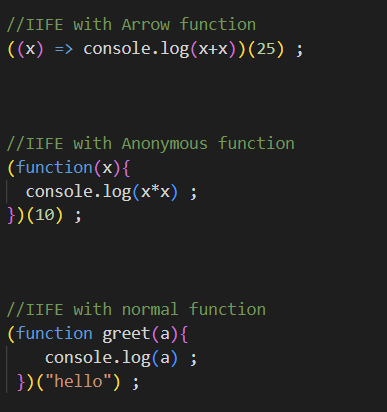 //IIFE with Arrow function
((x) => console.log(x+x))(25) ;
//IIFE with Anonymous function
(function(x){
  console.log(x*x) ;
})(10) ;
//IIFE with normal function
(function greet(a){
    console.log(a) ;
 })("hello") ;